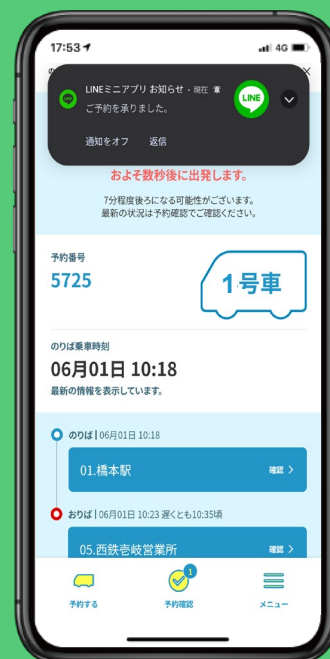 17:53
4G
LINEミニアプリ お知らせ・現在
ご予約を承りました。
LINE
通知をオフ 返信
およそ数秒後に出発します。
7分程度後ろになる可能性がございます。
最新の状況は予約確認でご確認ください。
予約番号
5725
1号車
のりば乗車時刻
06月01日 10:18
最新の情報を表示しています。
のりば | 06月01日 10:18
01.橋本駅 確認 >
おりば | 06月01日 10:23 遅くとも10:35頃
05.西鉄壱岐営業所 確認 >
1
予約する 予約確認 メニュー